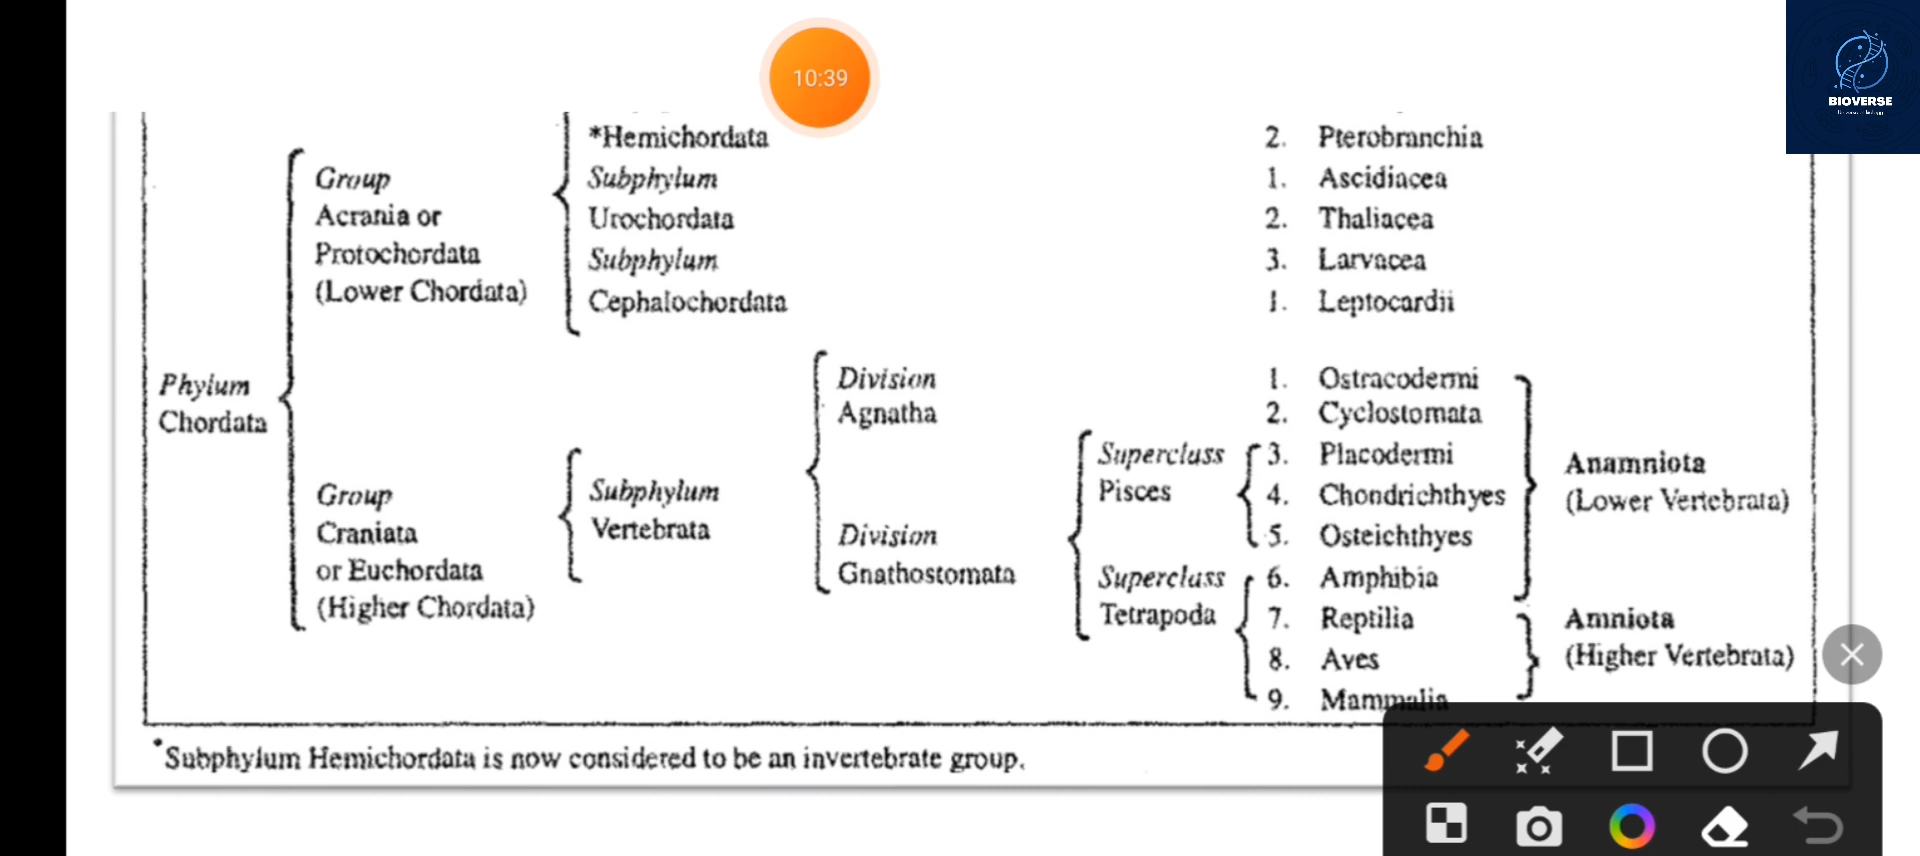 10:39
BIOVERSE
*Hemichordata
2. Pterobranchia
Group
Subphylum
1. Ascidiacea
Acrania or
Urochordata
2. Thaliacea
Protochordata
Subphylum
3. Larvacea
(Lower Chordata)
Cephalochordata
1. Leptocardii
Phylum
Chordata
Division
Agnatha
1. Ostracodermi
2. Cyclostomata
Superclass
Pisces
3. Placodermi
4. Chondrichthyes
5. Osteichthyes
Anamniota
(Lower Vertebrata)
Group
Craniata
or Euchordata
(Higher Chordata)
Subphylum
Vertebrata
Division
Gnathostomata
Superclass
Tetrapoda
6. Amphibia
7. Reptilia
8. Aves
9. Mammalia
Amniota
(Higher Vertebrata)
*Subphylum Hemichordata is now considered to be an invertebrate group.